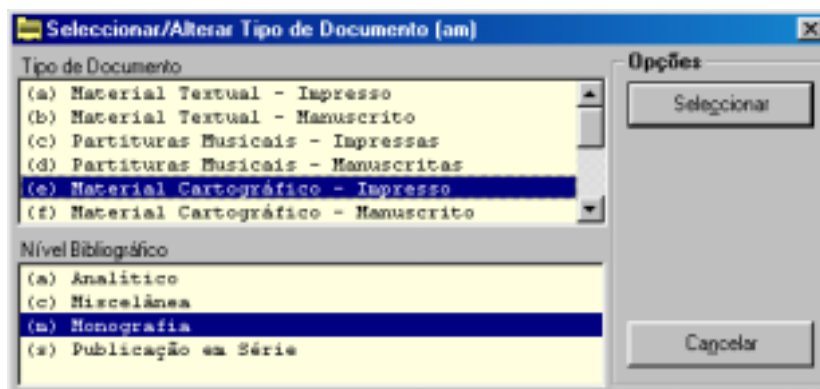 Seleccionar/Alterar Tipo de Documento (am)
Tipo de Documento
(a) Material Textual - Impresso
(b) Material Textual - Manuscrito
(c) Partituras Musicais - Impressas
(d) Partituras Musicais - Manuscritas
(e) Material Cartográfico - Impresso
(f) Material Cartográfico - Manuscrito
Nível Bibliográfico
(a) Analítico
(c) Miscelânea
(m) Monografia
(s) Publicação em Série
Opções
Seleccionar
Cancelar